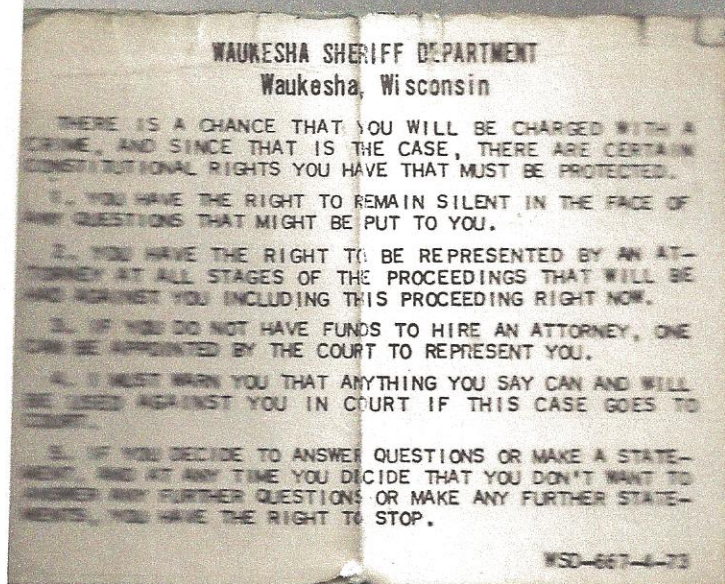 WAUKESHA SHERIFF DEPARTMENT
Waukesha, Wisconsin
THERE IS A CHANCE THAT YOU WILL BE CHARGED WITH A
CRIME, AND SINCE THAT IS THE CASE, THERE ARE CERTAIN
CONSTITUTIONAL RIGHTS YOU HAVE THAT MUST BE PROTECTED.
1. YOU HAVE THE RIGHT TO REMAIN SILENT IN THE FACE OF
ANY QUESTIONS THAT MIGHT BE PUT TO YOU.
2. YOU HAVE THE RIGHT TO BE REPRESENTED BY AN AT-
TORNEY AT ALL STAGES OF THE PROCEEDINGS THAT WILL BE
HAD AGAINST YOU INCLUDING THIS PROCEEDING RIGHT NOW.
3. IF YOU DO NOT HAVE FUNDS TO HIRE AN ATTORNEY, ONE
CAN BE APPOINTED BY THE COURT TO REPRESENT YOU.
4. I MUST WARN YOU THAT ANYTHING YOU SAY CAN AND WILL
BE USED AGAINST YOU IN COURT IF THIS CASE GOES TO
COURT.
5. IF YOU DECIDE TO ANSWER QUESTIONS OR MAKE A STATE-
MENT, AND AT ANY TIME YOU DECIDE THAT YOU DON'T WANT TO
ANSWER ANY FURTHER QUESTIONS OR MAKE ANY FURTHER STATE-
MENTS, YOU HAVE THE RIGHT TO STOP.
WSD-667-4-73